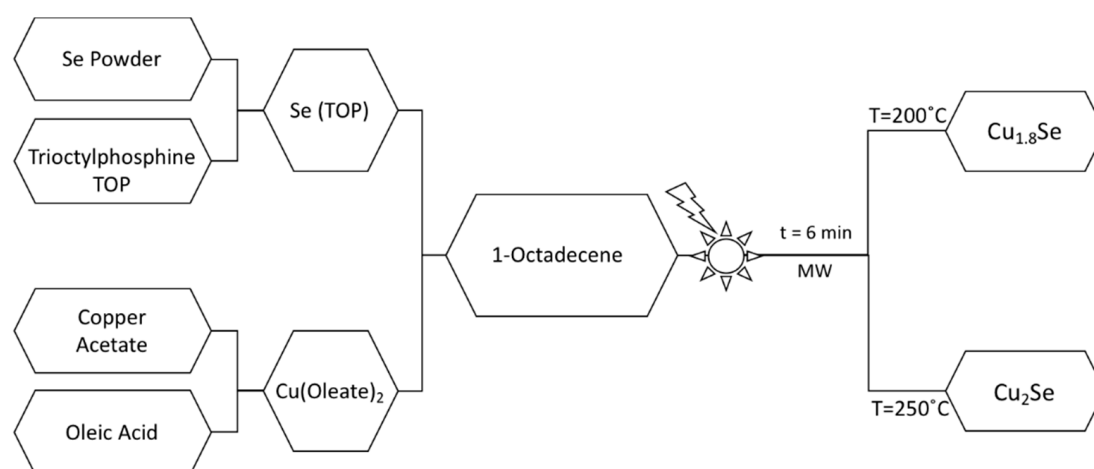 Se Powder
Trioctylphosphine
TOP
Se (TOP)
Copper
Acetate
Oleic Acid
Cu(Oleate)₂
1-Octadecene
t = 6 min
MW
T=200˚C
Cu₁.₈Se
T=250˚C
Cu₂Se